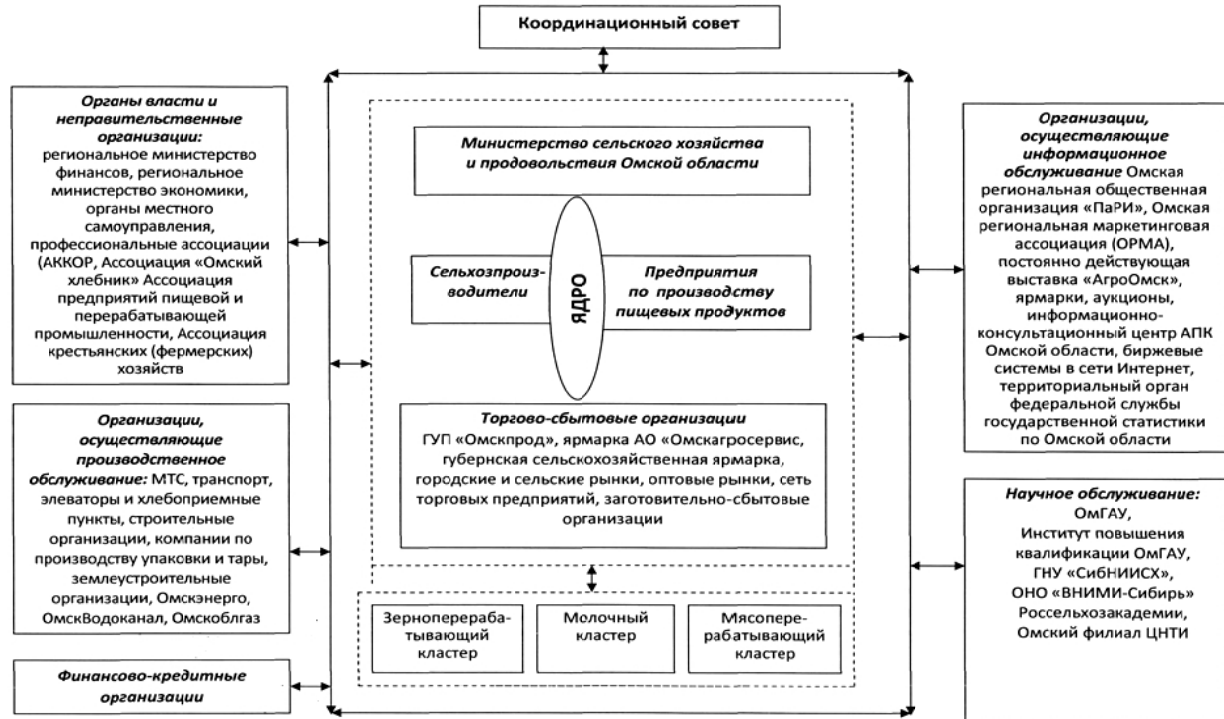 Координационный совет
Органы власти и
неправительственные
организации:
региональное министерство
финансов, региональное
министерство экономики,
органы местного
самоуправления,
профессиональные ассоциации
(АККОР, Ассоциация «Омский
хлебник» Ассоциация
предприятий пищевой и
перерабатывающей
промышленности, Ассоциация
крестьянских (фермерских)
хозяйств
Организации,
осуществляющие
производственное
обслуживание: МТС, транспорт,
элеваторы и хлебоприемные
пункты, строительные
организации, компании по
производству упаковки и тары,
землеустроительные
организации, Омскэнерго,
ОмскВодоканал, Омскоблгаз
Финансово-кредитные
организации
Министерство сельского хозяйства
и продовольствия Омской области
Сельхозпроиз-
водители
ЯДРО
Предприятия
по производству
пищевых продуктов
Торгово-сбытовые организации
ГУП «Омскпрод», ярмарка АО «Омскагросервис,
губернская сельскохозяйственная ярмарка,
городские и сельские рынки, оптовые рынки, сеть
торговых предприятий, заготовительно-сбытовые
организации
Зерноперераба-
тывающий
кластер
Молочный
кластер
Мясопере-
рабатывающий
кластер
Организации,
осуществляющие
информационное
обслуживание Омская
региональная общественная
организация «ПаРИ», Омская
региональная маркетинговая
ассоциация (ОРМА),
постоянно действующая
выставка «АгроОмск»,
ярмарки, аукционы,
информационно-
консультационный центр АПК
Омской области, биржевые
системы в сети Интернет,
территориальный орган
федеральной службы
государственной статистики
по Омской области
Научное обслуживание:
ОмГАУ,
Институт повышения
квалификации ОмГАУ,
ГНУ «СибНИИСХ»,
ОНО «ВНИМИ-Сибирь»
Россельхозакадемии,
Омский филиал ЦНТИ